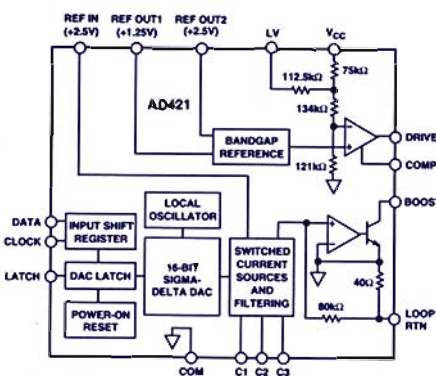 REF IN
(+2.5V)
REF OUT1
(+1.25V)
REF OUT2
(+2.5V)
LV
VCC
75kΩ
112.5kΩ
134kΩ
AD421
BANDGAP
REFERENCE
121kΩ
DRIVE
COMP
BOOST
LOCAL
OSCILLATOR
DATA
CLOCK
LATCH
INPUT SHIFT
REGISTER
DAC LATCH
POWER-ON
RESET
16-BIT
SIGMA-
DELTA DAC
SWITCHED
CURRENT
SOURCES
AND
FILTERING
40Ω
80kΩ
LOOP
RTN
COM
C1
C2
C3